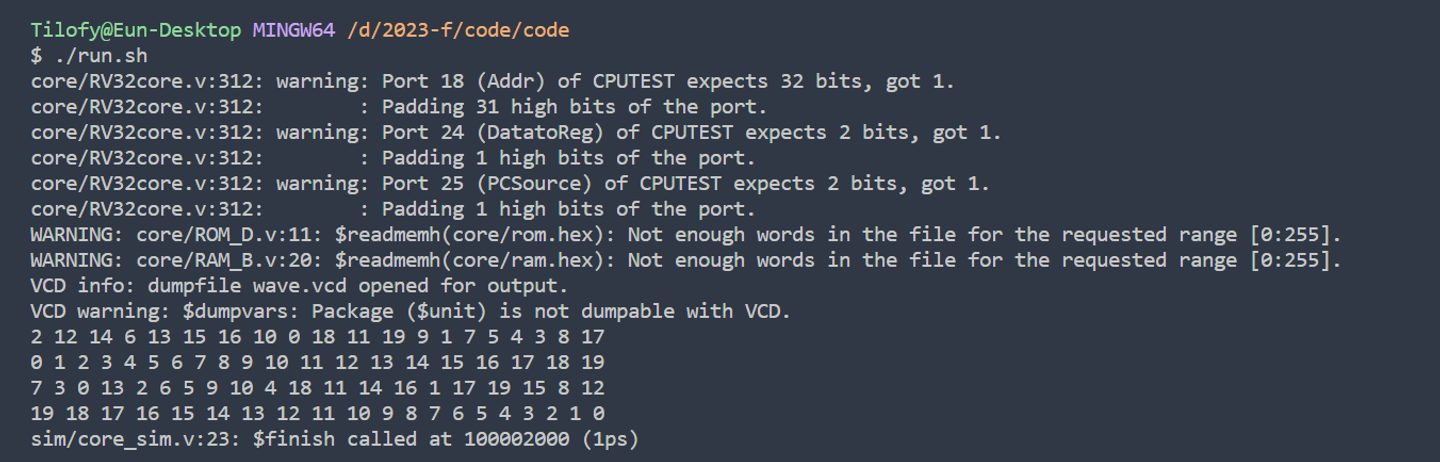 Tilofy@Eun-Desktop MINGW64 /d/2023-f/code/code
$ ./run.sh
core/RV32core.v:312: warning: Port 18 (Addr) of CPUTEST expects 32 bits, got 1.
core/RV32core.v:312:        : Padding 31 high bits of the port.
core/RV32core.v:312: warning: Port 24 (DatatoReg) of CPUTEST expects 2 bits, got 1.
core/RV32core.v:312:        : Padding 1 high bits of the port.
core/RV32core.v:312: warning: Port 25 (PCSource) of CPUTEST expects 2 bits, got 1.
core/RV32core.v:312:        : Padding 1 high bits of the port.
WARNING: core/ROM_D.v:11: $readmemh(core/rom.hex): Not enough words in the file for the requested range [0:255].
WARNING: core/RAM_B.v:20: $readmemh(core/ram.hex): Not enough words in the file for the requested range [0:255].
VCD info: dumpfile wave.vcd opened for output.
VCD warning: $dumpvars: Package ($unit) is not dumpable with VCD.
2 12 14 6 13 15 16 10 0 18 11 19 9 1 7 5 4 3 8 17
0 1 2 3 4 5 6 7 8 9 10 11 12 13 14 15 16 17 18 19
7 3 0 13 2 6 5 9 10 4 18 11 14 16 1 17 19 15 8 12
19 18 17 16 15 14 13 12 11 10 9 8 7 6 5 4 3 2 1 0
sim/core_sim.v:23: $finish called at 100002000 (1ps)